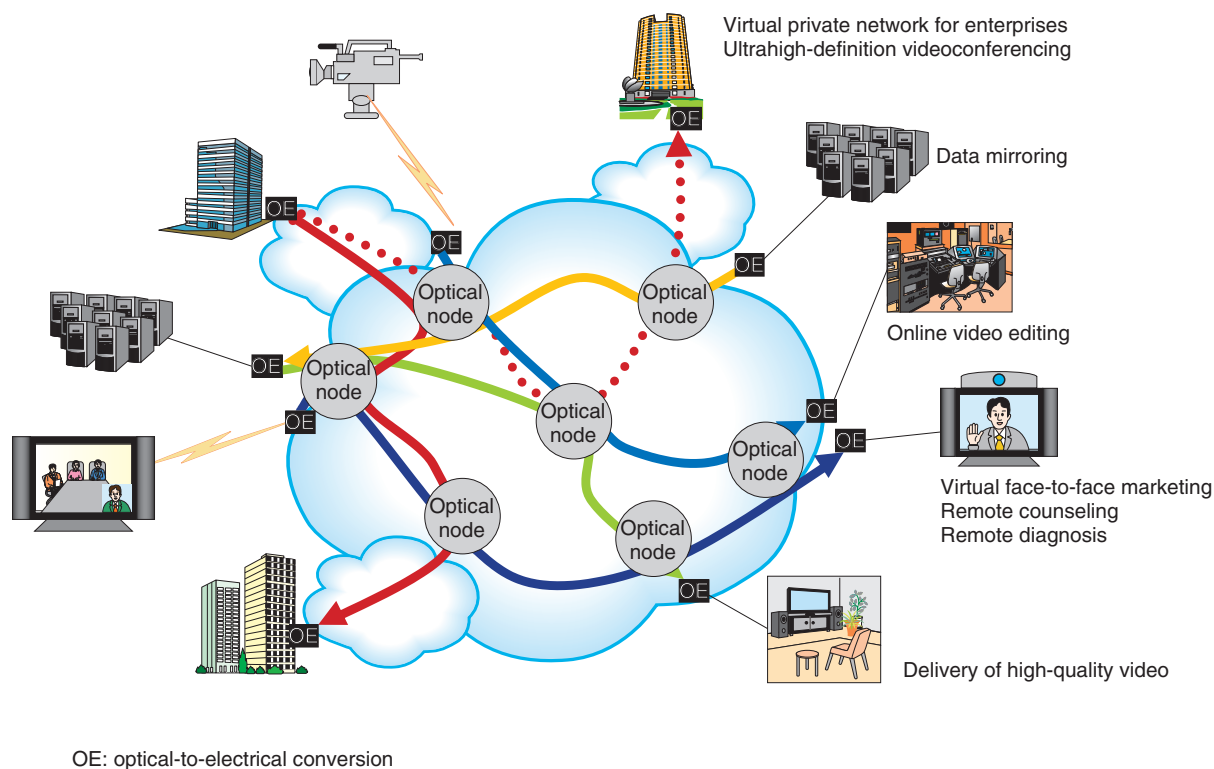 Virtual private network for enterprises
Ultrahigh-definition videoconferencing
OE
Data mirroring
OE
OE
OE
Optical
node
Optical
node
Online video editing
OE
Optical
node
Optical
node
OE
OE
OE
Optical
node
Virtual face-to-face marketing
Remote counseling
Remote diagnosis
Optical
node
Optical
node
OE
OE
Delivery of high-quality video
OE: optical-to-electrical conversion